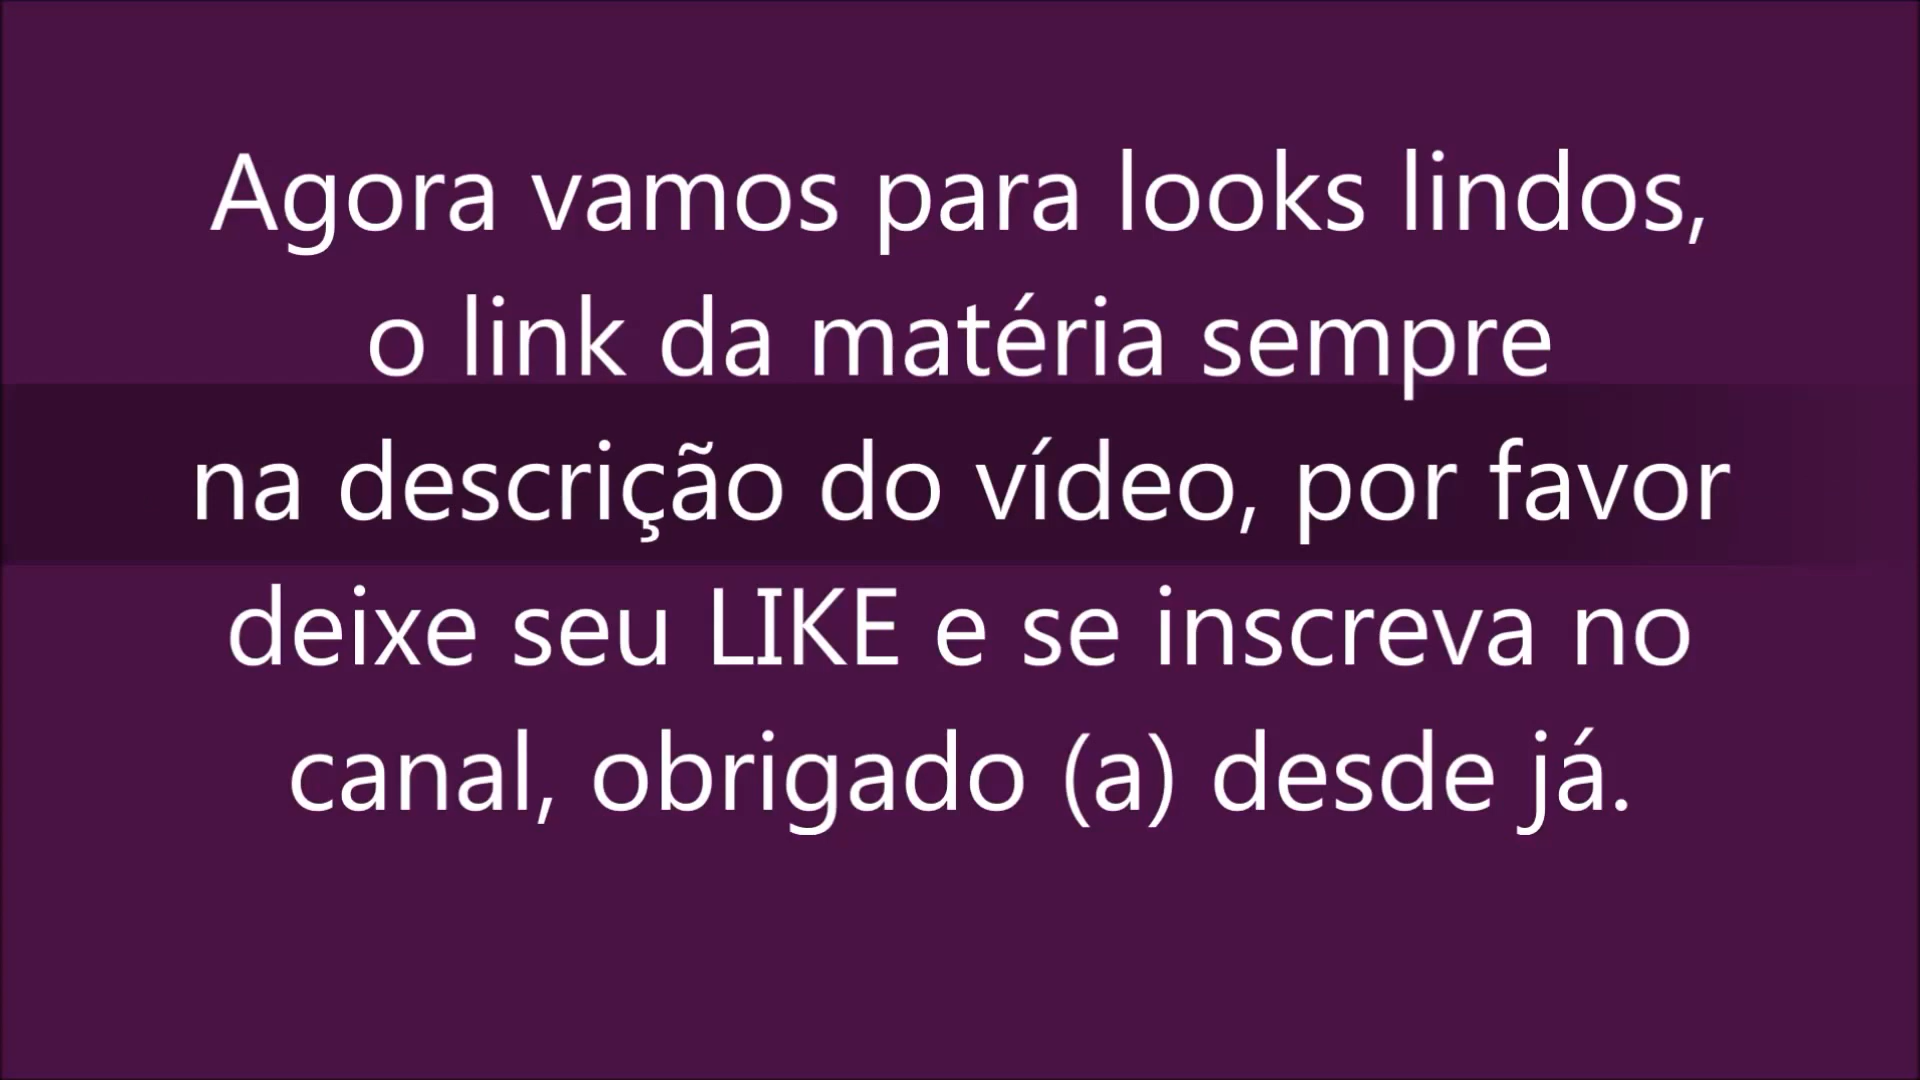 Agora vamos para looks lindos,
o link da matéria sempre
na descrição do vídeo, por favor
deixe seu LIKE e se inscreva no
canal, obrigado (a) desde já.